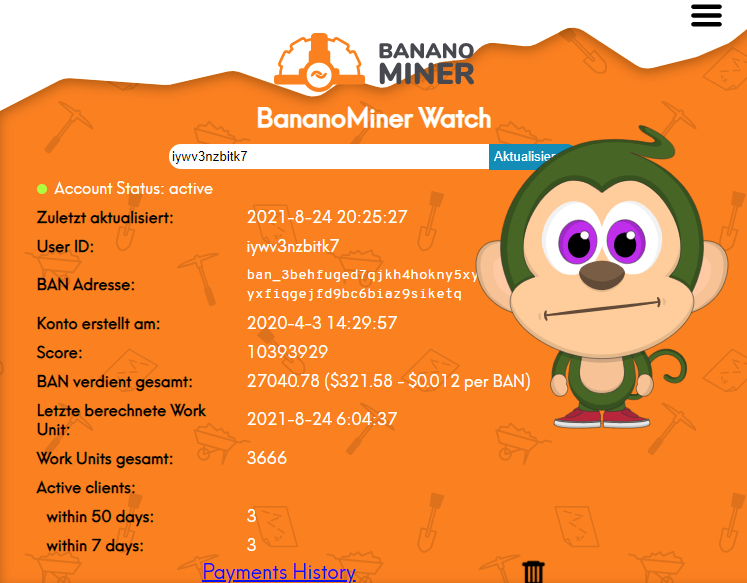 BANANO
MINER
BananoMiner Watch
iywv3nzbitk7 Aktualisier
Account Status: active
Zuletzt aktualisiert: 2021-8-24 20:25:27
User ID: iywv3nzbitk7
BAN Adresse: ban_3behfuged7qjkh4hokny5xy
yxfiqgejfd9bc6biaz9siketq
Konto erstellt am: 2020-4-3 14:29:57
Score: 10393929
BAN verdient gesamt: 27040.78 ($321.58 - $0.012 per BAN)
Letzte berechnete Work
Unit: 2021-8-24 6:04:37
Work Units gesamt: 3666
Active clients:
within 50 days: 3
within 7 days: 3
Payments History